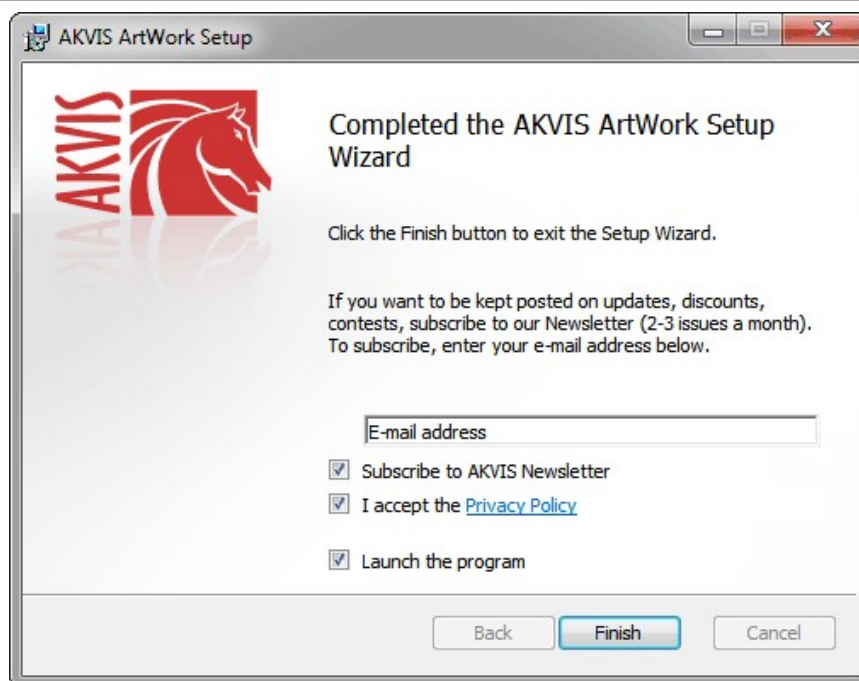 AKVIS ArtWork Setup
AKVIS
Completed the AKVIS ArtWork Setup
Wizard
Click the Finish button to exit the Setup Wizard.
If you want to be kept posted on updates, discounts,
contests, subscribe to our Newsletter (2-3 issues a month).
To subscribe, enter your e-mail address below.
E-mail address
Subscribe to AKVIS Newsletter
I accept the Privacy Policy
Launch the program
Back Finish Cancel